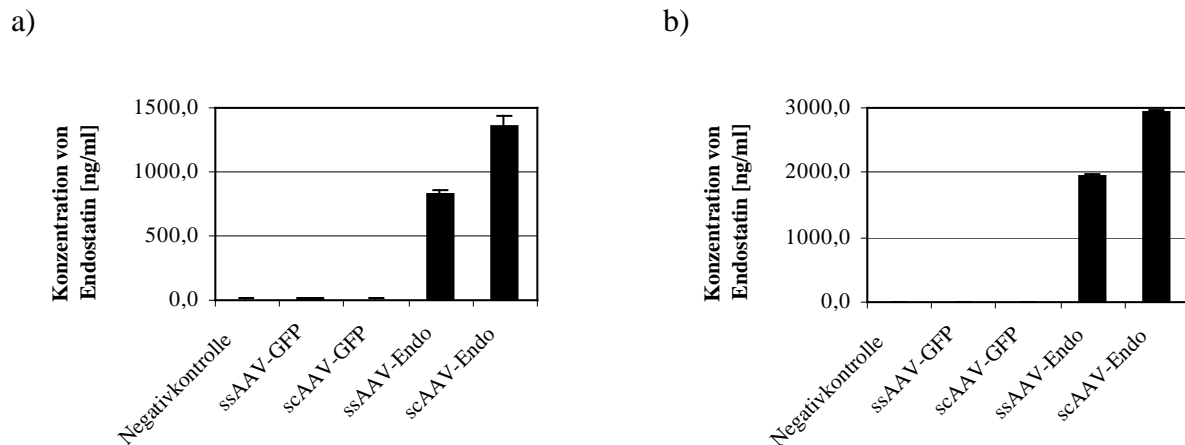 a)
Konzentration von
Endostatin [ng/ml]
1500,0
1000,0
500,0
0,0
Negativkontrolle
ssAAV-GFP
scAAV-GFP
ssAAV-Endo
scAAV-Endo
b)
Konzentration von
Endostatin [ng/ml]
3000,0
2000,0
1000,0
0,0
Negativkontrolle
ssAAV-GFP
scAAV-GFP
ssAAV-Endo
scAAV-Endo